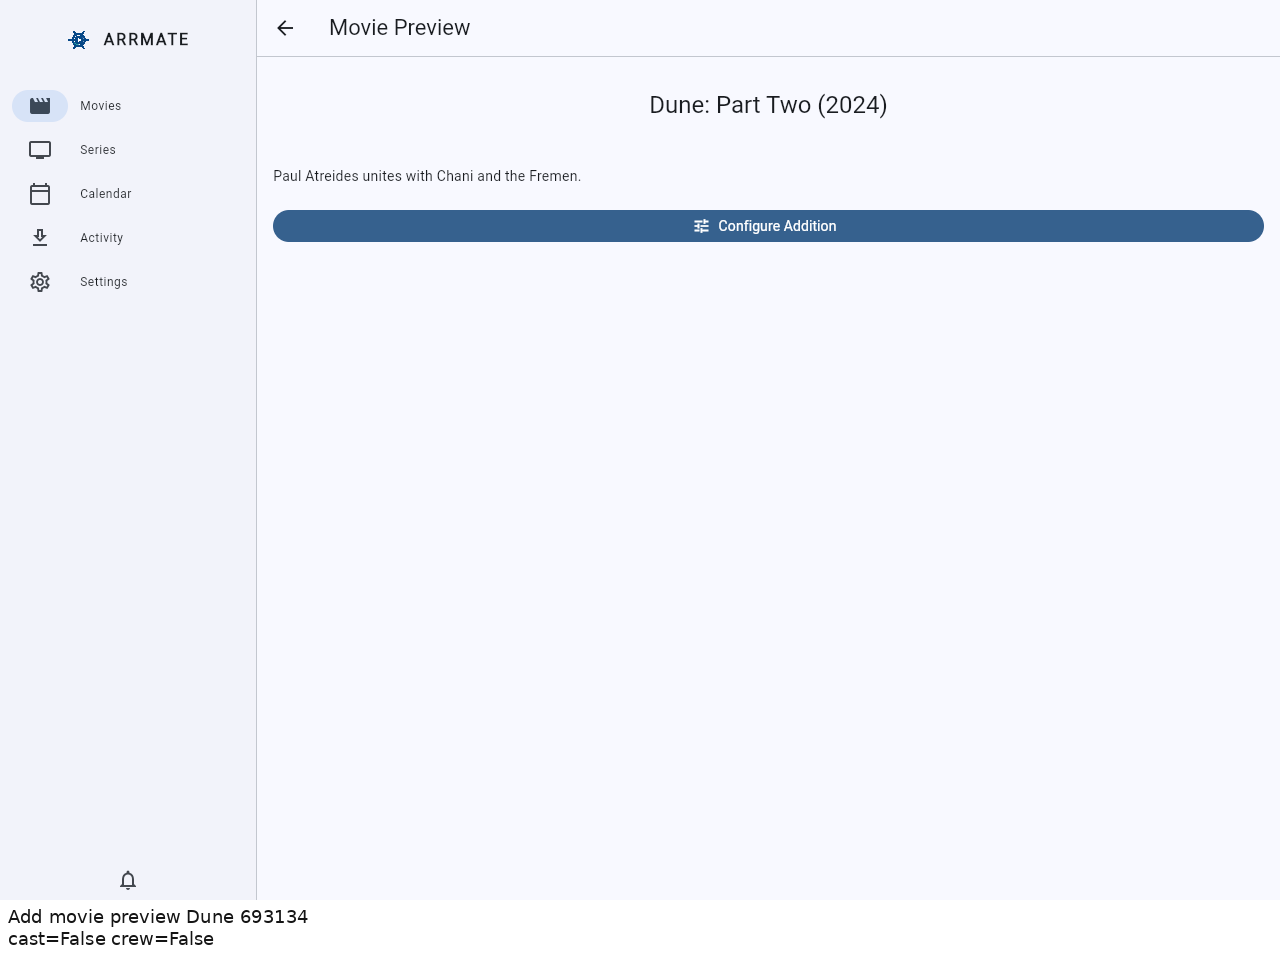 ARRMATE
Movies
Series
Calendar
Activity
Settings
Movie Preview
Dune: Part Two (2024)
Paul Atreides unites with Chani and the Fremen.
Configure Addition
Add movie preview Dune 693134
cast=False crew=False